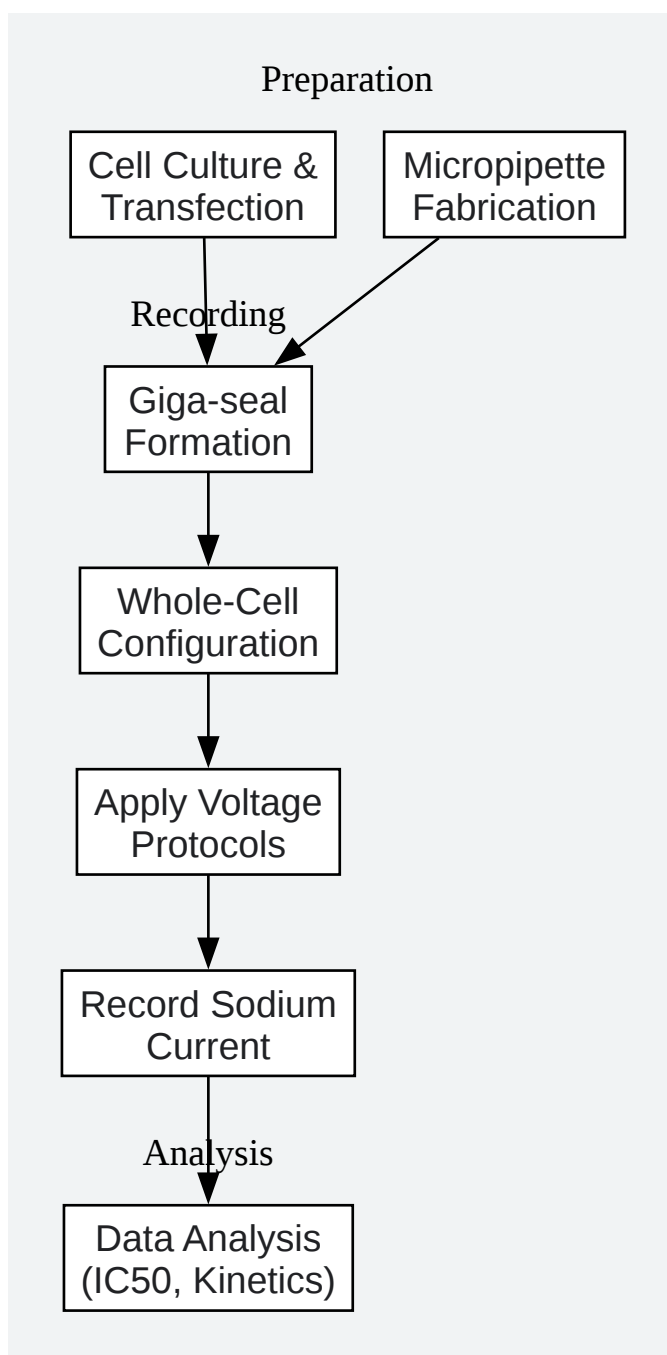 Preparation
Cell Culture &
Transfection
Micropipette
Fabrication
Recording
Giga-seal
Formation
Whole-Cell
Configuration
Apply Voltage
Protocols
Record Sodium
Current
Analysis
Data Analysis
(IC50, Kinetics)